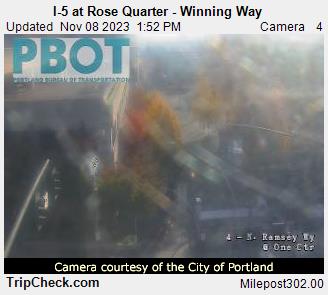 I-5 at Rose Quarter - Winning Way
Updated Nov 08 2023 1:52 PM Camera 4
PBOT
PORTLAND BUREAU OF TRANSPORTATION
4 - N. Ramsey Wy
@ One Ctr
Camera courtesy of the City of Portland
TripCheck.com Milepost302.00